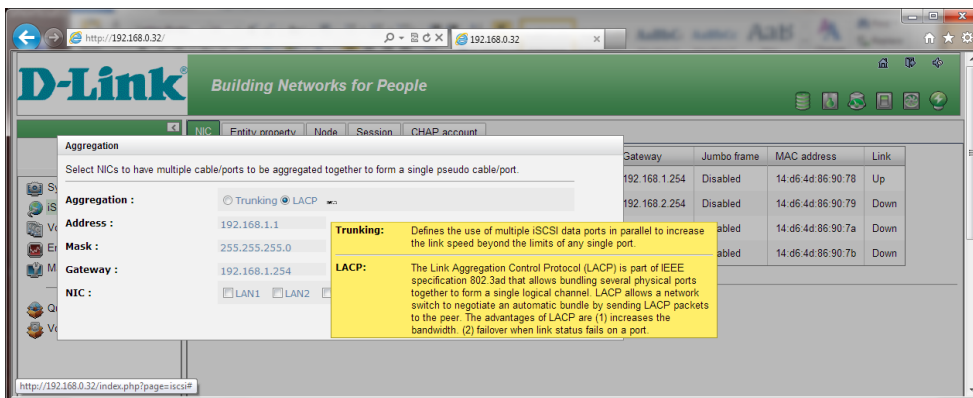 http://192.168.0.32/
192.168.0.32
D-Link®
Building Networks for People
NIC Entity property Node Session CHAP account
Aggregation
Select NICs to have multiple cable/ports to be aggregated together to form a single pseudo cable/port.
Aggregation : Trunking LACP
Address : 192.168.1.1
Mask : 255.255.255.0
Gateway : 192.168.1.254
NIC : LAN1 LAN2
Trunking: Defines the use of multiple iSCSI data ports in parallel to increase
the link speed beyond the limits of any single port.
LACP: The Link Aggregation Control Protocol (LACP) is part of IEEE
specification 802.3ad that allows bundling several physical ports
together to form a single logical channel. LACP allows a network
switch to negotiate an automatic bundle by sending LACP packets
to the peer. The advantages of LACP are (1) increases the
bandwidth. (2) failover when link status fails on a port.
Gateway Jumbo frame MAC address Link
192.168.1.254 Disabled 14:d6:4d:86:90:78 Up
192.168.2.254 Disabled 14:d6:4d:86:90:79 Down
abled 14:d6:4d:86:90:7a Down
abled 14:d6:4d:86:90:7b Down
Sy
iS
Vo
En
M
Qu
Vo
http://192.168.0.32/index.php?page=iscsi#